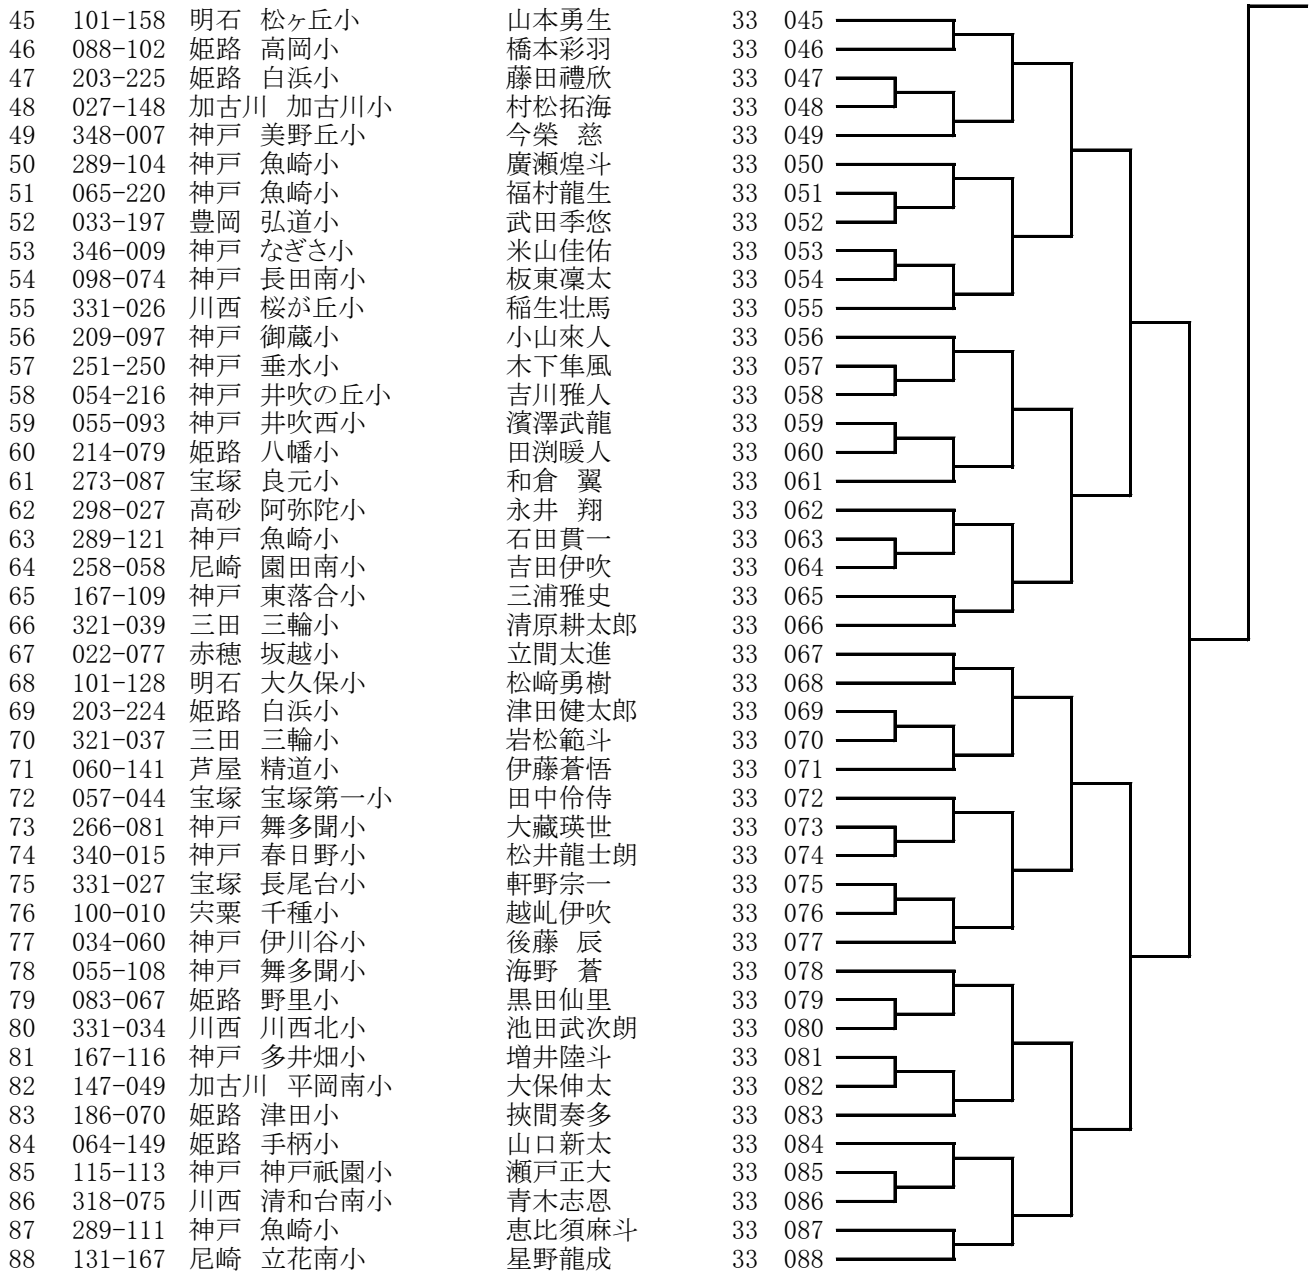 45 101-158 明石 松ヶ丘小 山本勇生 33 045
46 088-102 姫路 高岡小 橋本彩羽 33 046
47 203-225 姫路 白浜小 藤田禮欣 33 047
48 027-148 加古川 加古川小 村松拓海 33 048
49 348-007 神戸 美野丘小 今榮 慈 33 049
50 289-104 神戸 魚崎小 廣瀬煌斗 33 050
51 065-220 神戸 魚崎小 福村龍生 33 051
52 033-197 豊岡 弘道小 武田季悠 33 052
53 346-009 神戸 なぎさ小 米山佳佑 33 053
54 098-074 神戸 長田南小 板東凜太 33 054
55 331-026 川西 桜が丘小 稲生壮馬 33 055
56 209-097 神戸 御蔵小 小山來人 33 056
57 251-250 神戸 垂水小 木下隼風 33 057
58 054-216 神戸 井吹の丘小 吉川雅人 33 058
59 055-093 神戸 井吹西小 濱澤武龍 33 059
60 214-079 姫路 八幡小 田渕暖人 33 060
61 273-087 宝塚 良元小 和倉 翼 33 061
62 298-027 高砂 阿弥陀小 永井 翔 33 062
63 289-121 神戸 魚崎小 石田貫一 33 063
64 258-058 尼崎 園田南小 吉田伊吹 33 064
65 167-109 神戸 東落合小 三浦雅史 33 065
66 321-039 三田 三輪小 清原耕太郎 33 066
67 022-077 赤穂 坂越小 立間太進 33 067
68 101-128 明石 大久保小 松﨑勇樹 33 068
69 203-224 姫路 白浜小 津田健太郎 33 069
70 321-037 三田 三輪小 岩松範斗 33 070
71 060-141 芦屋 精道小 伊藤蒼悟 33 071
72 057-044 宝塚 宝塚第一小 田中伶侍 33 072
73 266-081 神戸 舞多聞小 大藏瑛世 33 073
74 340-015 神戸 春日野小 松井龍士朗 33 074
75 331-027 宝塚 長尾台小 軒野宗一 33 075
76 100-010 宍粟 千種小 越乢伊吹 33 076
77 034-060 神戸 伊川谷小 後藤 辰 33 077
78 055-108 神戸 舞多聞小 海野 蒼 33 078
79 083-067 姫路 野里小 黒田仙里 33 079
80 331-034 川西 川西北小 池田武次朗 33 080
81 167-116 神戸 多井畑小 増井陸斗 33 081
82 147-049 加古川 平岡南小 大保伸太 33 082
83 186-070 姫路 津田小 挾間奏多 33 083
84 064-149 姫路 手柄小 山口新太 33 084
85 115-113 神戸 神戸祇園小 瀬戸正大 33 085
86 318-075 川西 清和台南小 青木志恩 33 086
87 289-111 神戸 魚崎小 恵比須麻斗 33 087
88 131-167 尼崎 立花南小 星野龍成 33 088